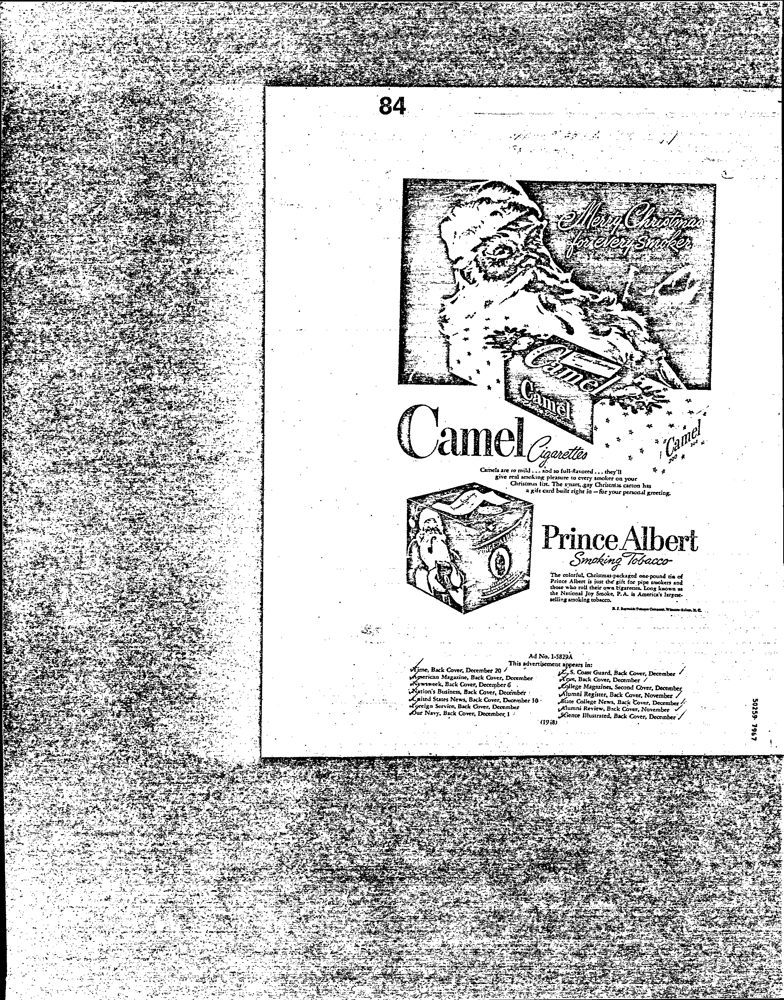 84
Merry Christmas
for every Smoker
Camel
Camel
Camel
Camel Cigarettes
Camels are so mild ... and so full-flavored ... they'll
give real smoking pleasure to every smoker on your
Christmas list. The smart, gay Christmas carton has
a gift card built right in — for your personal greeting.
Prince Albert
Smoking Tobacco
The colorful, Christmas-packaged one-pound tin of
Prince Albert is just the gift for pipe smokers and
those who roll their own cigarettes. Long known as
the National Joy Smoke, P.A. is America's largest-
selling smoking tobacco.
R. J. Reynolds Tobacco Company, Winston-Salem, N. C.
Ad No. 1-5829A
This advertisement appears in:
Time, Back Cover, December 20
American Magazine, Back Cover, December
Newsweek, Back Cover, December 6
Nation's Business, Back Cover, December
United States News, Back Cover, December 10
Foreign Service, Back Cover, December
Our Navy, Back Cover, December 1
U. S. Coast Guard, Back Cover, December
Back Cover, December
College Magazines, Second Cover, December
Alumni Register, Back Cover, November
State College News, Back Cover, December
Alumni Review, Back Cover, November
Science Illustrated, Back Cover, December
(1948)
50259 7967